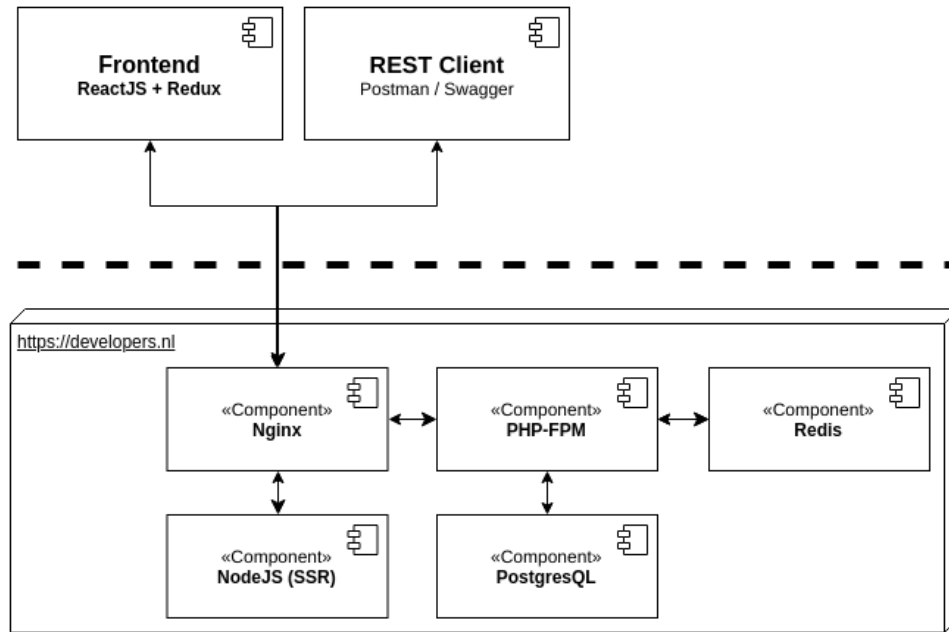 Frontend
ReactJS + Redux
REST Client
Postman / Swagger
https://developers.nl
«Component»
Nginx
«Component»
PHP-FPM
«Component»
Redis
«Component»
NodeJS (SSR)
«Component»
PostgresQL